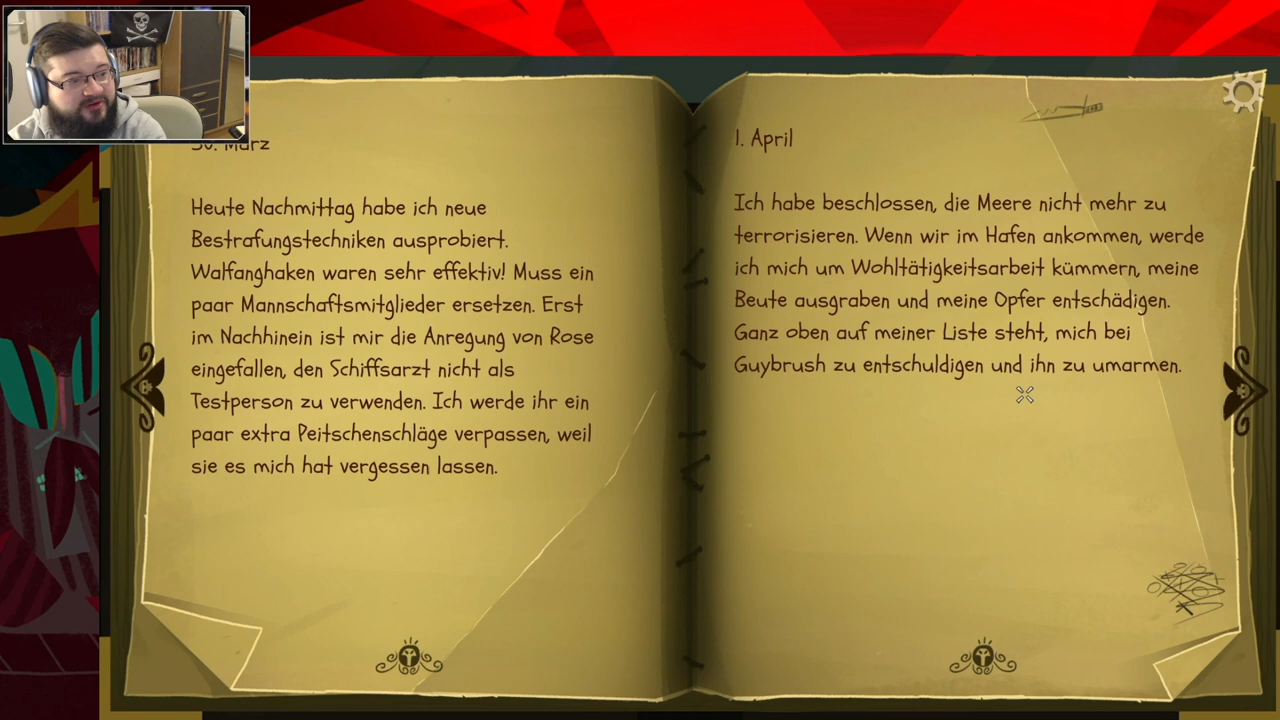 30. März
Heute Nachmittag habe ich neue
Bestrafungstechniken ausprobiert.
Walfanghaken waren sehr effektiv! Muss ein
paar Mannschaftsmitglieder ersetzen. Erst
im Nachhinein ist mir die Anregung von Rose
eingefallen, den Schiffsarzt nicht als
Testperson zu verwenden. Ich werde ihr ein
paar extra Peitschenschläge verpassen, weil
sie es mich hat vergessen lassen.
1. April
Ich habe beschlossen, die Meere nicht mehr zu
terrorisieren. Wenn wir im Hafen ankommen, werde
ich mich um Wohltätigkeitsarbeit kümmern, meine
Beute ausgraben und meine Opfer entschädigen.
Ganz oben auf meiner Liste steht, mich bei
Guybrush zu entschuldigen und ihn zu umarmen.